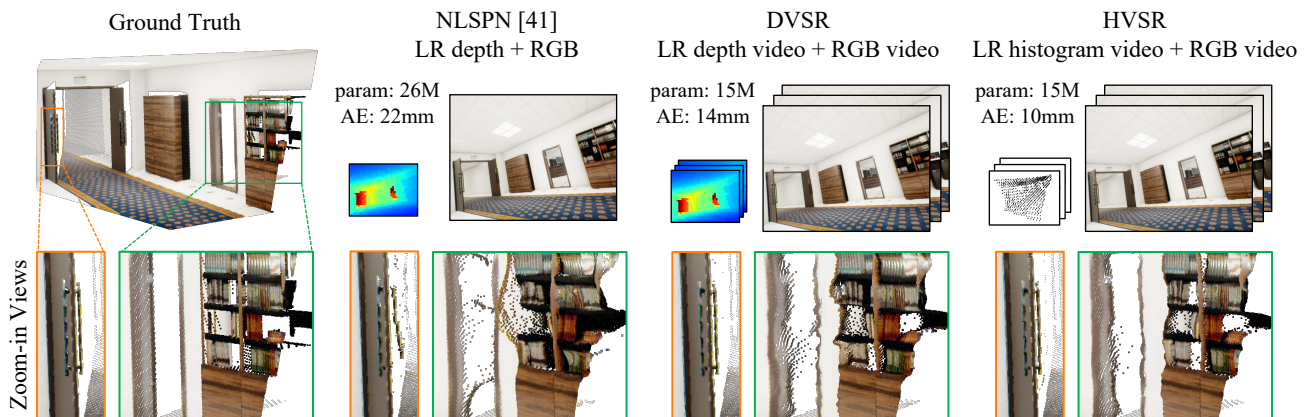 Ground Truth
NLSPN [41]
LR depth + RGB
param: 26M
AE: 22mm
DVSR
LR depth video + RGB video
param: 15M
AE: 14mm
HVSR
LR histogram video + RGB video
param: 15M
AE: 10mm
Zoom-in Views